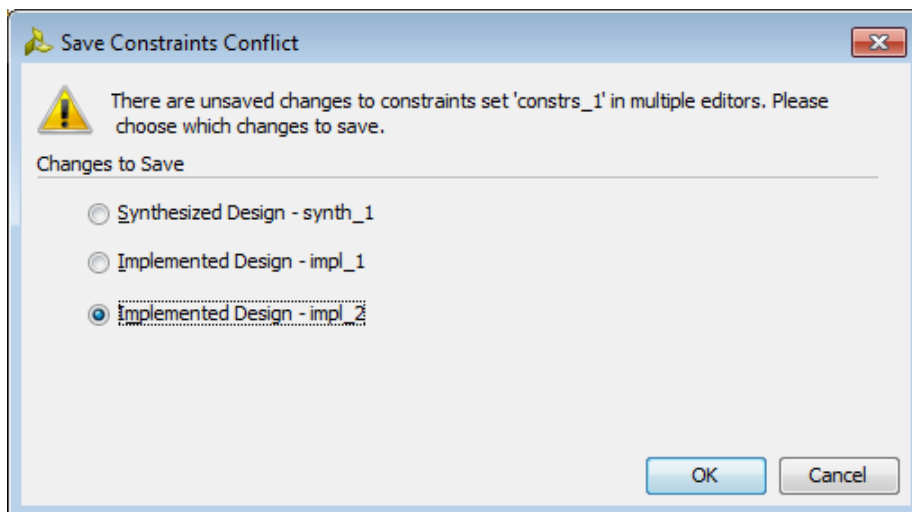 Save Constraints Conflict
There are unsaved changes to constraints set 'constrs_1' in multiple editors. Please
choose which changes to save.
Changes to Save
Synthesized Design - synth_1
Implemented Design - impl_1
Implemented Design - impl_2
OK
Cancel